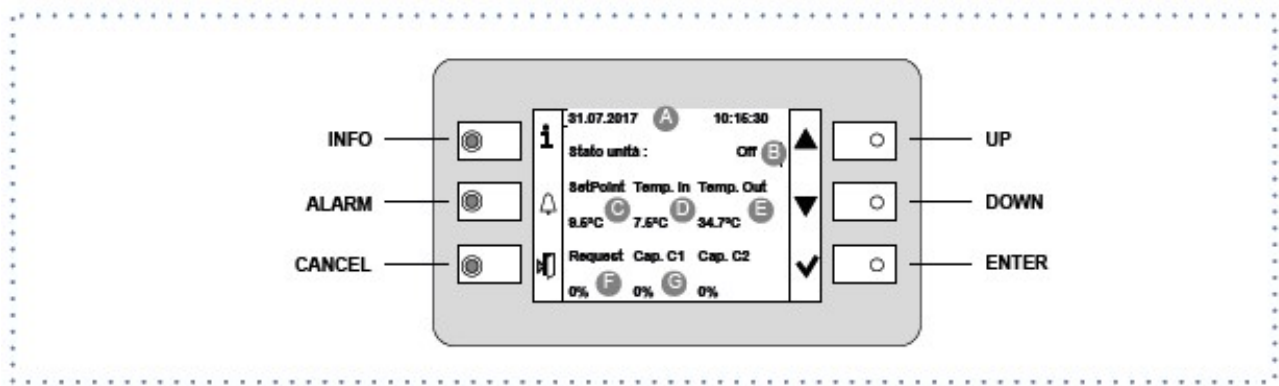 INFO
ALARM
CANCEL
i
31.07.2017 A 10:15:30
Stato unità : Off B
SetPoint Temp. In Temp. Out
9.5°C C 7.5°C D 34.7°C E
Request Cap. C1 Cap. C2
0% F 0% G 0%
UP
DOWN
ENTER